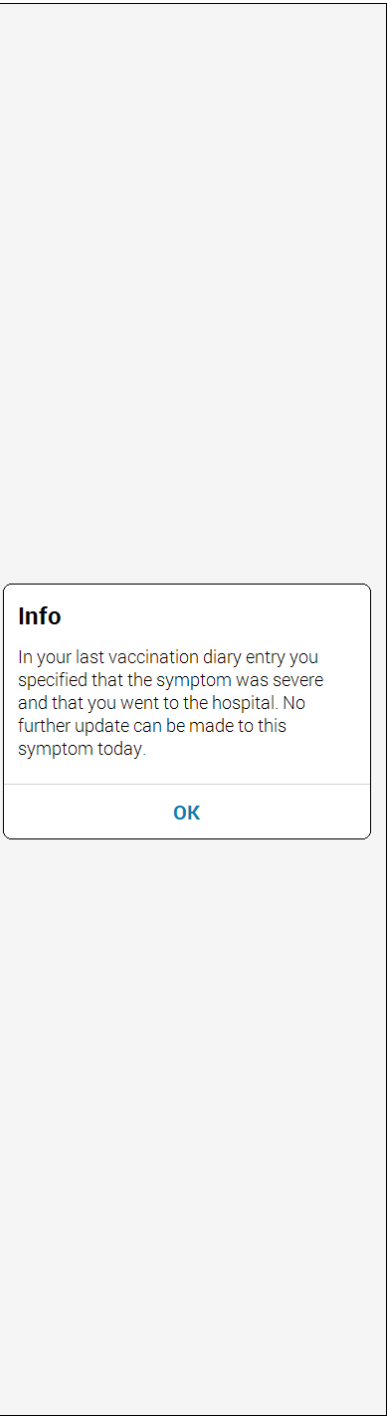 Info
In your last vaccination diary entry you
specified that the symptom was severe
and that you went to the hospital. No
further update can be made to this
symptom today.
OK